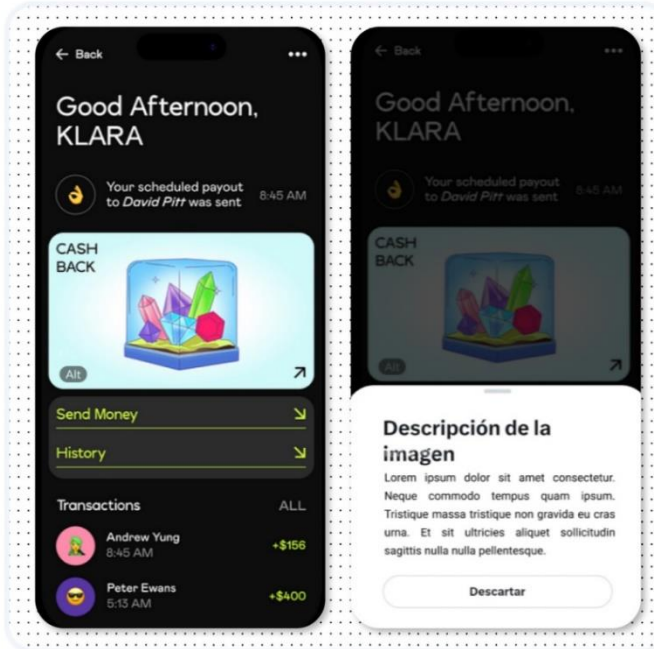 ← Back
Good Afternoon,
KLARA
Your scheduled payout
to David Pitt was sent
8:45 AM
CASH
BACK
Alt
Send Money
History
Transactions
ALL
Andrew Yung
8:45 AM
+$156
Peter Ewans
5:13 AM
+$400
← Back
Good Afternoon,
KLARA
Your scheduled payout
to David Pitt was sent
8:45 AM
CASH
BACK
Alt
Descripción de la
imagen
Lorem ipsum dolor sit amet consectetur.
Neque commodo tempus quam ipsum.
Tristique massa tristique non gravida eu cras
urna. Et sit ultricies aliquet sollicitudin
sagittis nulla nulla pellentesque.
Descartar